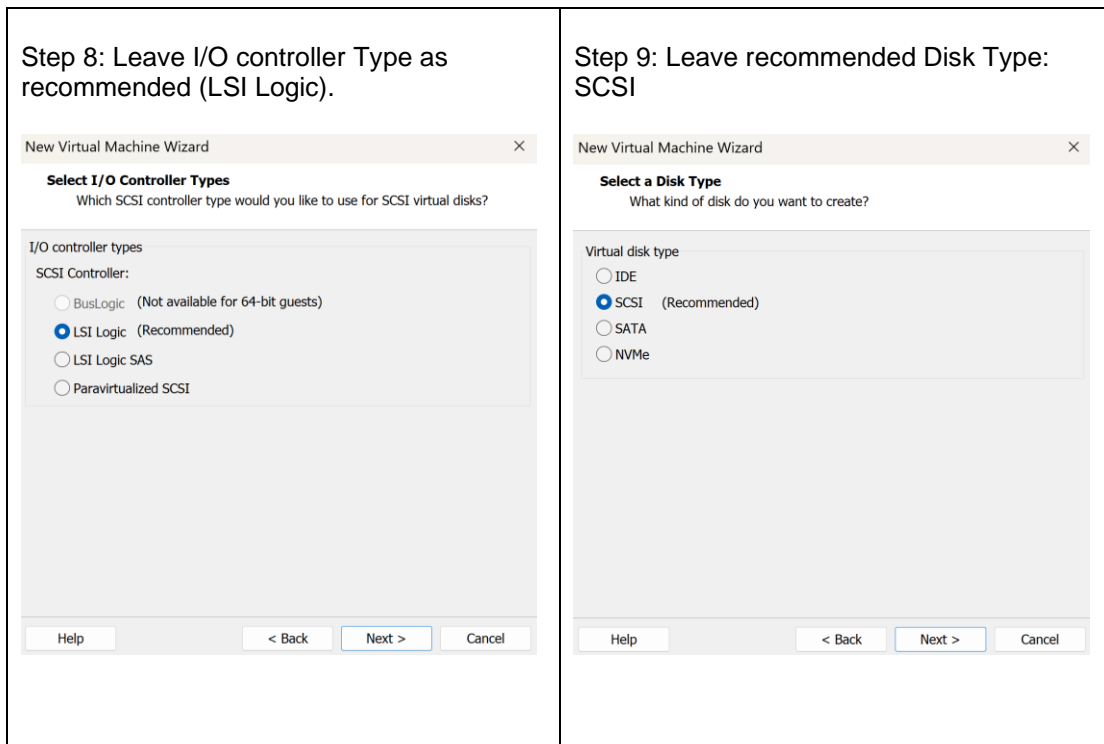 Step 8: Leave I/O controller Type as
recommended (LSI Logic).
New Virtual Machine Wizard
Select I/O Controller Types
Which SCSI controller type would you like to use for SCSI virtual disks?
I/O controller types
SCSI Controller:
BusLogic (Not available for 64-bit guests)
LSI Logic (Recommended)
LSI Logic SAS
Paravirtualized SCSI
Help < Back Next > Cancel
Step 9: Leave recommended Disk Type:
SCSI
New Virtual Machine Wizard
Select a Disk Type
What kind of disk do you want to create?
Virtual disk type
IDE
SCSI (Recommended)
SATA
NVMe
Help < Back Next > Cancel